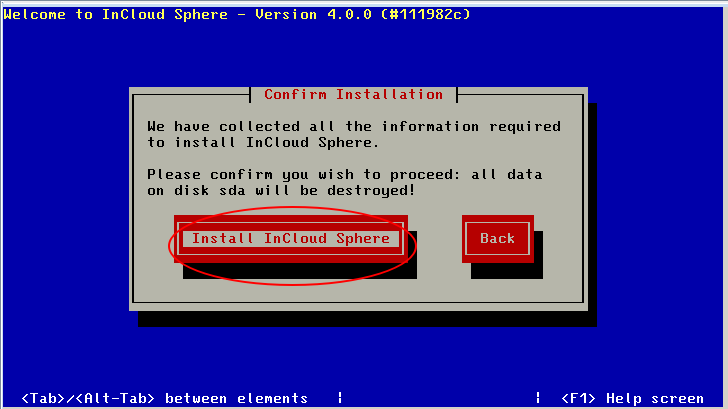 Welcome to InCloud Sphere - Version 4.0.0 (#111982c)
Confirm Installation
We have collected all the information required
to install InCloud Sphere.
Please confirm you wish to proceed: all data
on disk sda will be destroyed!
Install InCloud Sphere
Back
<Tab>/<Alt-Tab> between elements | | <F1> Help screen